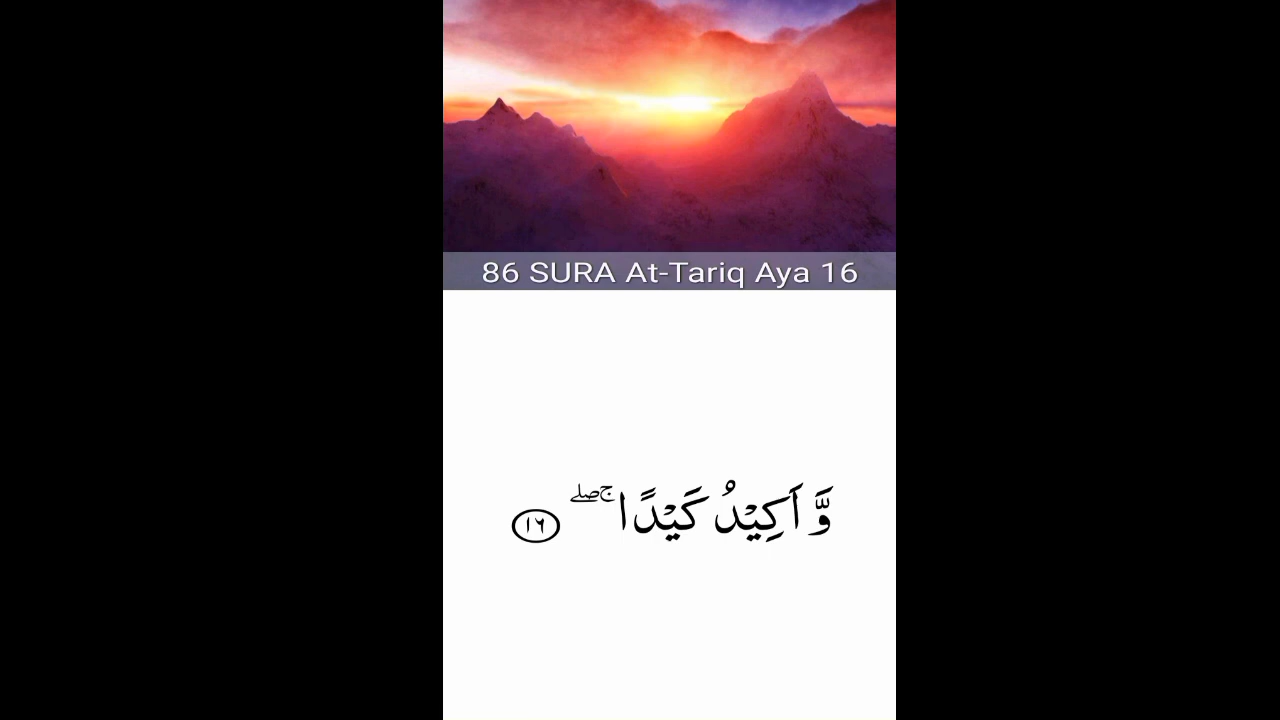 86 SURA At-Tariq Aya 16
وَّ اَكِيْدُ كَيْدًا ۚۖ ١٦